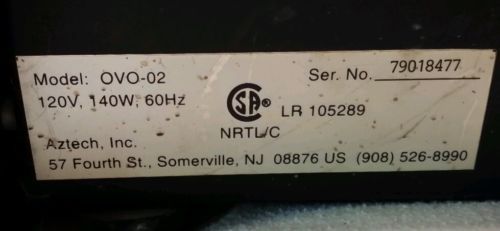 Model: OVO-02
Ser. No. 79018477
120V, 140W, 60Hz
SA®
LR 105289
NRTL/C
Aztech, Inc.
57 Fourth St., Somerville, NJ 08876 US (908) 526-8990